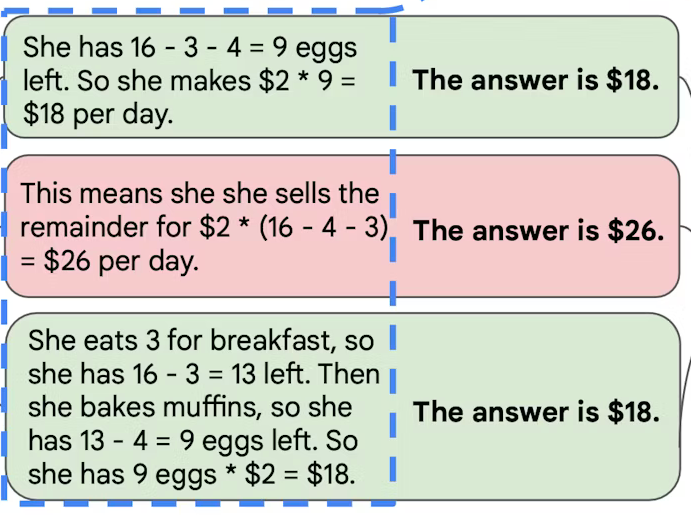 She has 16 - 3 - 4 = 9 eggs
left. So she makes $2 * 9 =
$18 per day.
The answer is $18.
This means she she sells the
remainder for $2 * (16 - 4 - 3)
= $26 per day.
The answer is $26.
She eats 3 for breakfast, so
she has 16 - 3 = 13 left. Then
she bakes muffins, so she
has 13 - 4 = 9 eggs left. So
she has 9 eggs * $2 = $18.
The answer is $18.